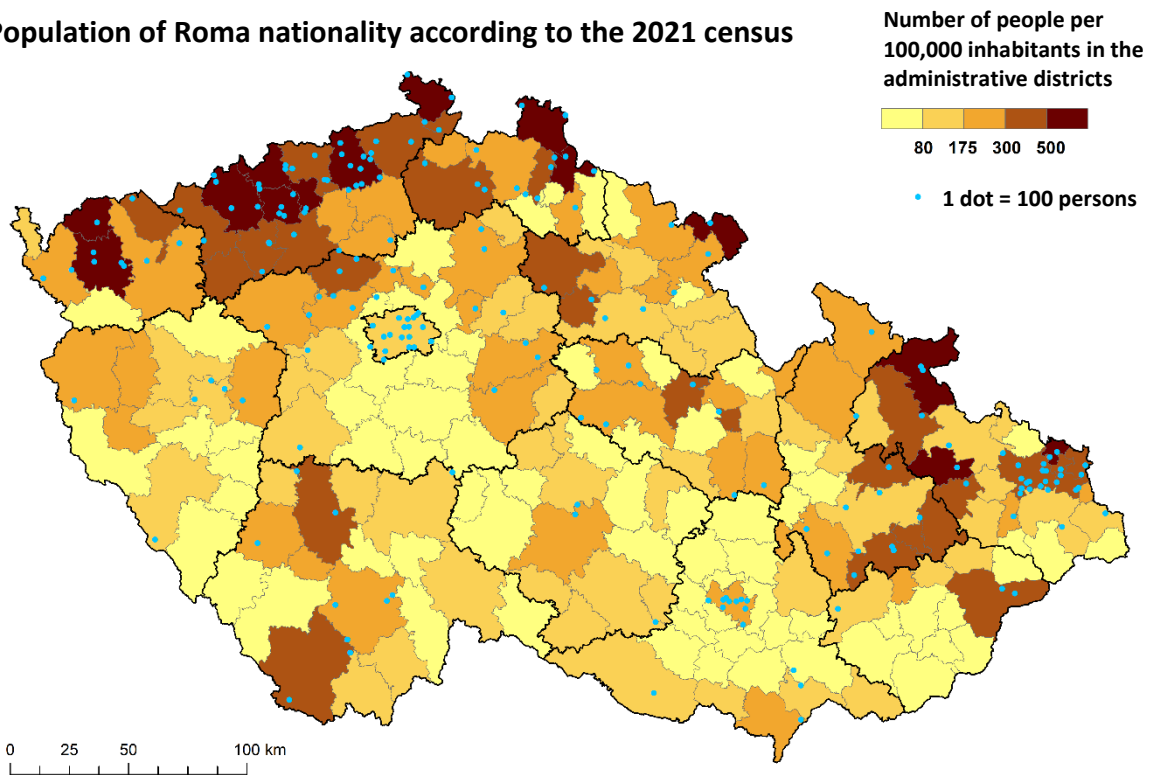 Population of Roma nationality according to the 2021 census
Number of people per
100,000 inhabitants in the
administrative districts
80 175 300 500
1 dot = 100 persons
0 25 50 100 km